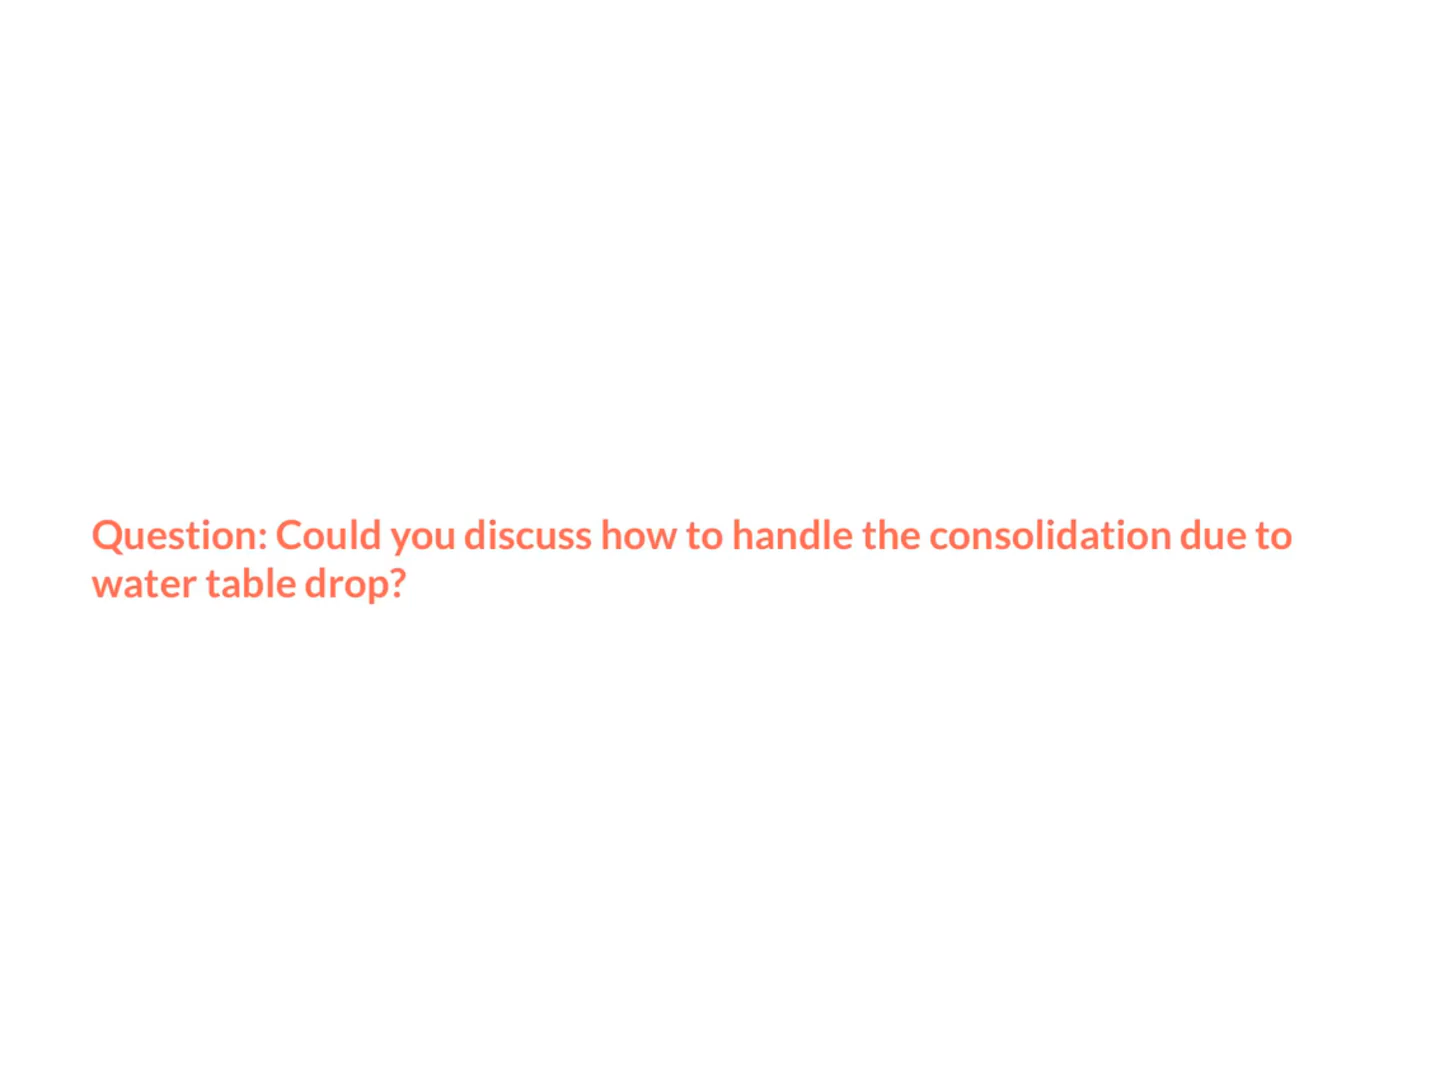 Question: Could you discuss how to handle the consolidation due to
water table drop?